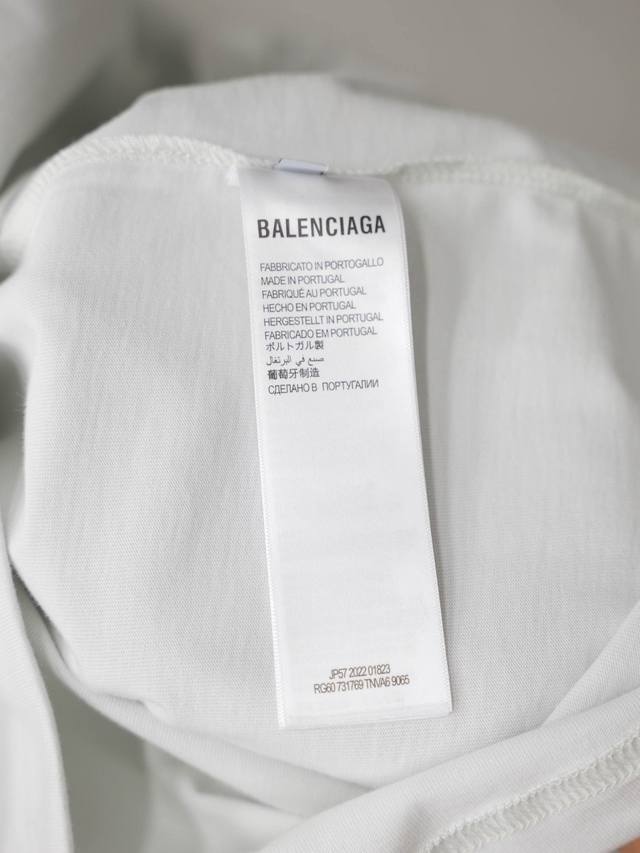 BALENCIAGA
FABBRICATO IN PORTOGALLO
MADE IN PORTUGAL
FABRIQUÉ AU PORTUGAL
HECHO EN PORTUGAL
HERGESTELLT IN PORTUGAL
FABRICADO EM PORTUGAL
ポルトガル製
صنع في البرتغال
葡萄牙制造
СДЕЛАНО В ПОРТУГАЛИИ
JP57 2022 01823
RG60 731769 TNVA6 9065